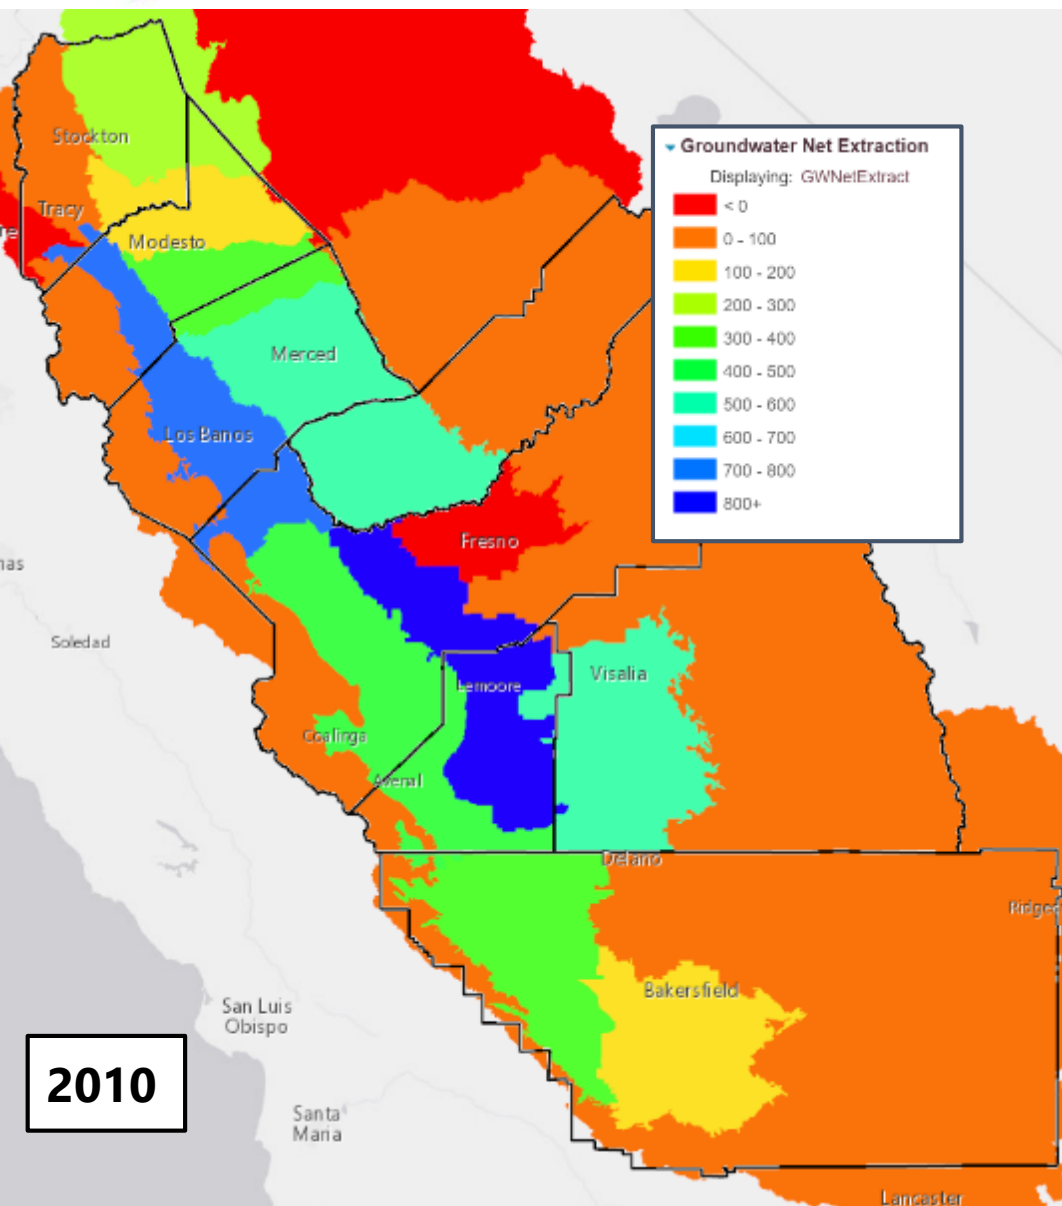 Stockton
Tracy
Modesto
Merced
Los Banos
Fresno
Soledad
Lemoore
Visalia
Coalinga
Avenal
Delano
Bakersfield
San Luis
Obispo
Santa
Maria
Lancaster
2010
Groundwater Net Extraction
Displaying: GWNetExtract
< 0
0 - 100
100 - 200
200 - 300
300 - 400
400 - 500
500 - 600
600 - 700
700 - 800
800+